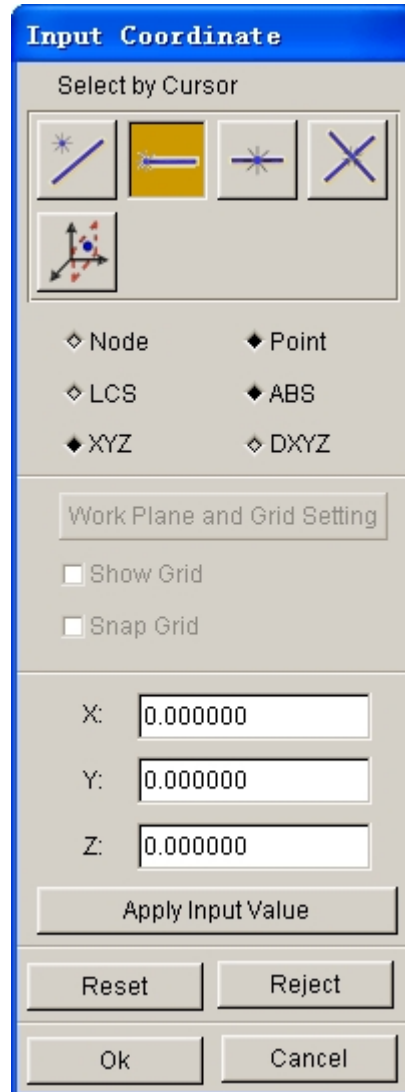 Input Coordinate
Select by Cursor
Node Point
LCS ABS
XYZ DXYZ
Work Plane and Grid Setting
Show Grid
Snap Grid
X: 0.000000
Y: 0.000000
Z: 0.000000
Apply Input Value
Reset Reject
Ok Cancel